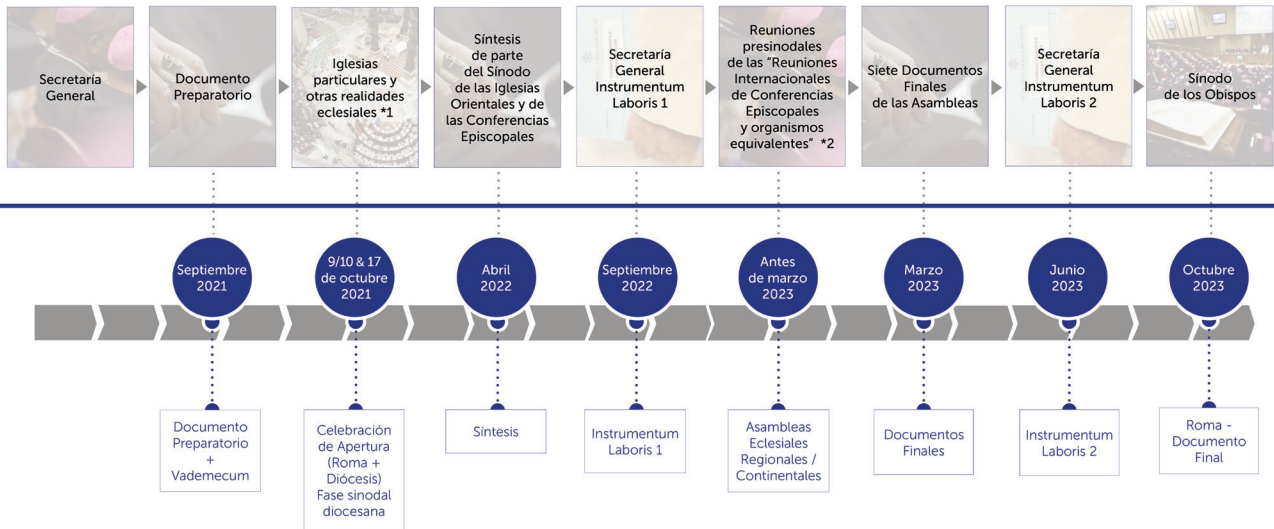 Secretaría
General
Documento
Preparatorio
Iglesias
particulares y
otras realidades
eclesiales *1
Síntesis
de parte
del Sínodo
de las Iglesias
Orientales y de
las Conferencias
Episcopales
Secretaría
General
Instrumentum
Laboris 1
Reuniones
presinodales
de las “Reuniones
Internacionales
de Conferencias
Episcopales
y organismos
equivalentes” *2
Siete Documentos
Finales
de las Asambleas
Secretaría
General
Instrumentum
Laboris 2
Sínodo
de los Obispos
Septiembre
2021
9/10 & 17
de octubre
2021
Abril
2022
Septiembre
2022
Antes
de marzo
2023
Marzo
2023
Junio
2023
Octubre
2023
Documento
Preparatorio
+
Vademecum
Celebración
de Apertura
(Roma +
Diócesis)
Fase sinodal
diocesana
Síntesis
Instrumentum
Laboris 1
Asambleas
Eclesiales
Regionales /
Continentales
Documentos
Finales
Instrumentum
Laboris 2
Roma -
Documento
Final